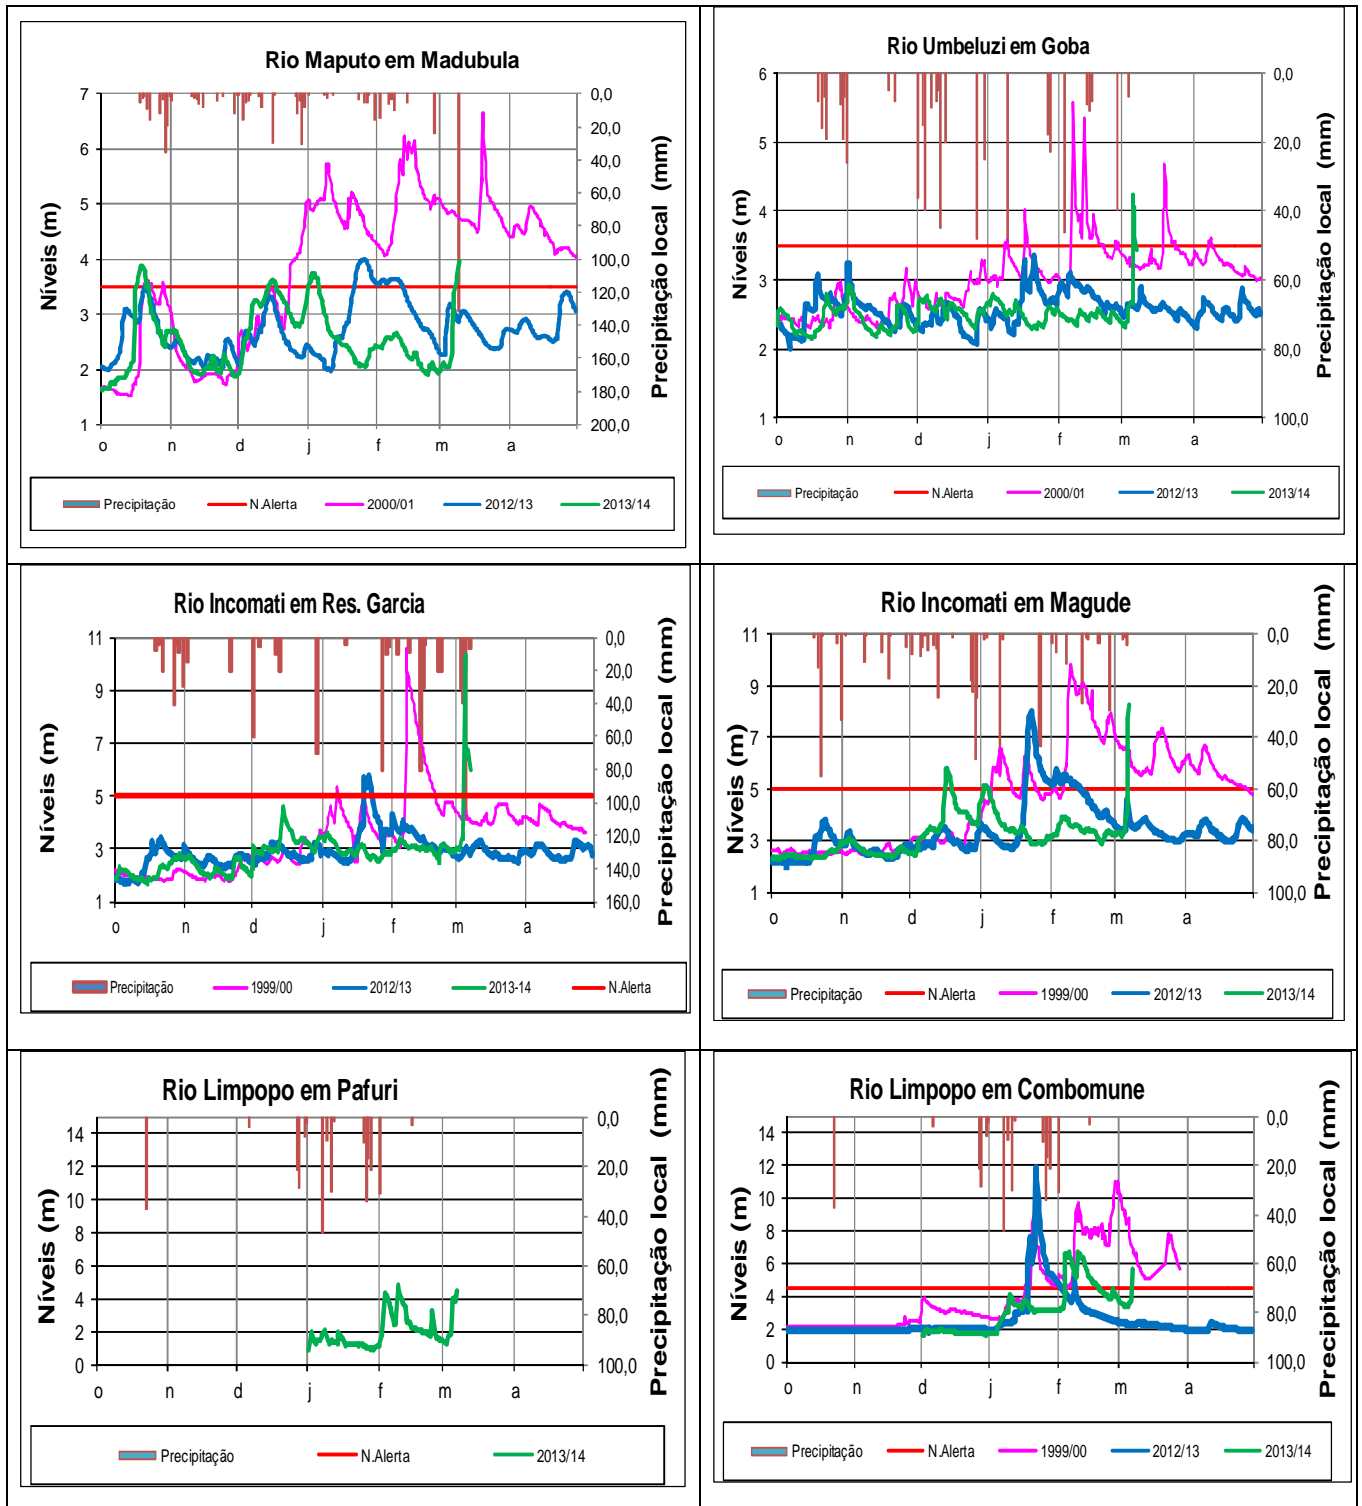 Rio Maputo em Madubula
Níveis (m)
7
6
5
4
3
2
1
0,0
20,0
40,0
60,0
80,0
100,0
120,0
140,0
160,0
180,0
200,0
Precipitação local (mm)
o n d j f m a
Precipitação N.Alerta 2000/01 2012/13 2013/14
Rio Umbeluzi em Goba
Níveis (m)
6
5
4
3
2
1
0,0
20,0
40,0
60,0
80,0
100,0
Precipitação local (mm)
o n d j f m a
Precipitação N.Alerta 2000/01 2012/13 2013/14
Rio Incomati em Res. Garcia
Níveis (m)
11
9
7
5
3
1
0,0
20,0
40,0
60,0
80,0
100,0
120,0
140,0
160,0
Precipitação local (mm)
o n d j f m a
Precipitação 1999/00 2012/13 2013-14 N.Alerta
Rio Incomati em Magude
Níveis (m)
11
9
7
5
3
1
0,0
20,0
40,0
60,0
80,0
100,0
Precipitação local (mm)
o n d j f m a
Precipitação N.Alerta 1999/00 2012/13 2013/14
Rio Limpopo em Pafuri
Níveis (m)
14
12
10
8
6
4
2
0
0,0
20,0
40,0
60,0
80,0
100,0
Precipitação local (mm)
o n d j f m a
Precipitação N.Alerta 2013/14
Rio Limpopo em Combomune
Níveis (m)
14
12
10
8
6
4
2
0
0,0
20,0
40,0
60,0
80,0
100,0
Precipitação local (mm)
o n d j f m a
Precipitação N.Alerta 1999/00 2012/13 2013/14